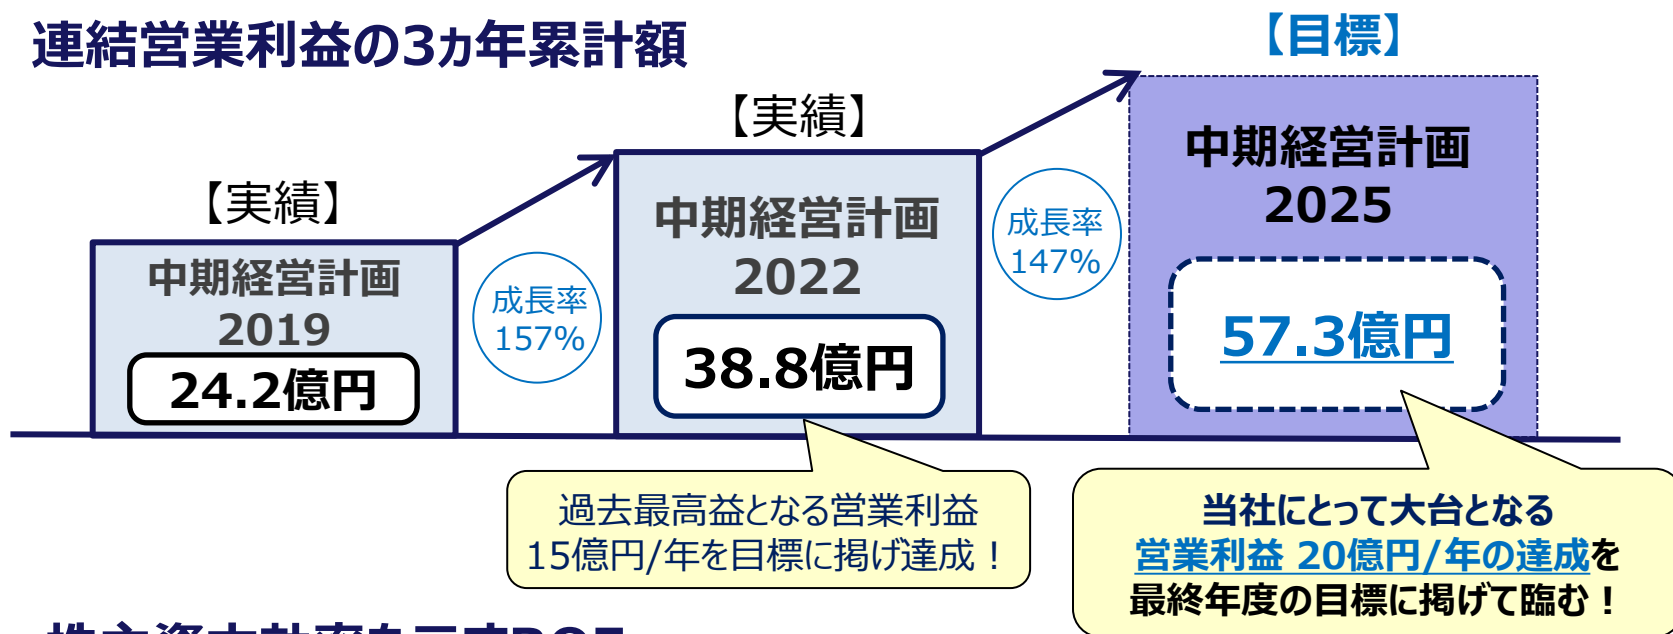 連結営業利益の3ヵ年累計額
【目標】
【実績】
【実績】
中期経営計画
2019
24.2億円
成長率
157%
中期経営計画
2022
38.8億円
成長率
147%
中期経営計画
2025
57.3億円
過去最高益となる営業利益
15億円/年を目標に掲げ達成！
当社にとって大台となる
営業利益 20億円/年の達成を
最終年度の目標に掲げて臨む！